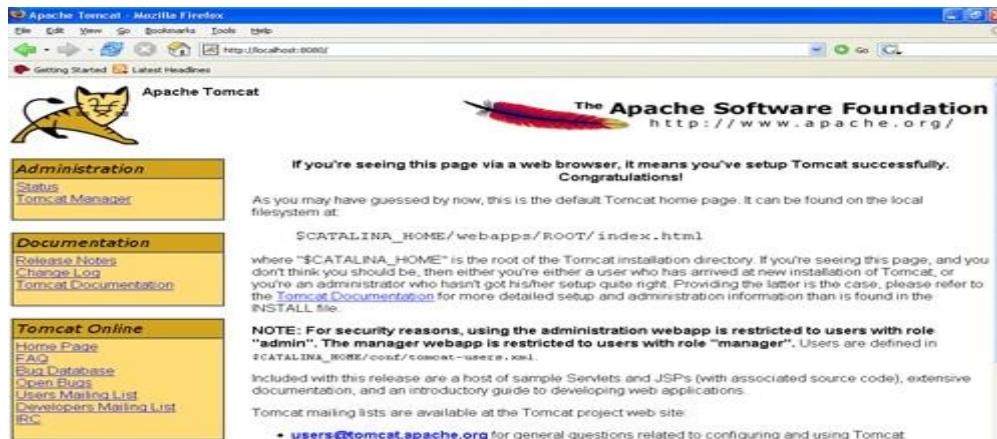 Apache Tomcat - Mozilla Firefox
File Edit View Go Bookmarks Tools Help
http://localhost:8080/
Go
Getting Started Latest Headlines
Apache Tomcat
The Apache Software Foundation
http://www.apache.org/
Administration
Status
Tomcat Manager
Documentation
Release Notes
Change Log
Tomcat Documentation
Tomcat Online
Home Page
FAQ
Bug Database
Open Bugs
Users Mailing List
Developers Mailing List
IRC
If you're seeing this page via a web browser, it means you've setup Tomcat successfully.
Congratulations!
As you may have guessed by now, this is the default Tomcat home page. It can be found on the local
filesystem at:
$CATALINA_HOME/webapps/ROOT/index.html
where "$CATALINA_HOME" is the root of the Tomcat installation directory. If you're seeing this page, and you
don't think you should be, then either you're either a user who has arrived at new installation of Tomcat, or
you're an administrator who hasn't got his/her setup quite right. Providing the latter is the case, please refer to
the Tomcat Documentation for more detailed setup and administration information than is found in the
INSTALL file.
NOTE: For security reasons, using the administration webapp is restricted to users with role
"admin". The manager webapp is restricted to users with role "manager". Users are defined in
$CATALINA_HOME/conf/tomcat-users.xml.
Included with this release are a host of sample Servlets and JSPs (with associated source code), extensive
documentation, and an introductory guide to developing web applications.
Tomcat mailing lists are available at the Tomcat project web site:
• users@tomcat.apache.org for general questions related to configuring and using Tomcat